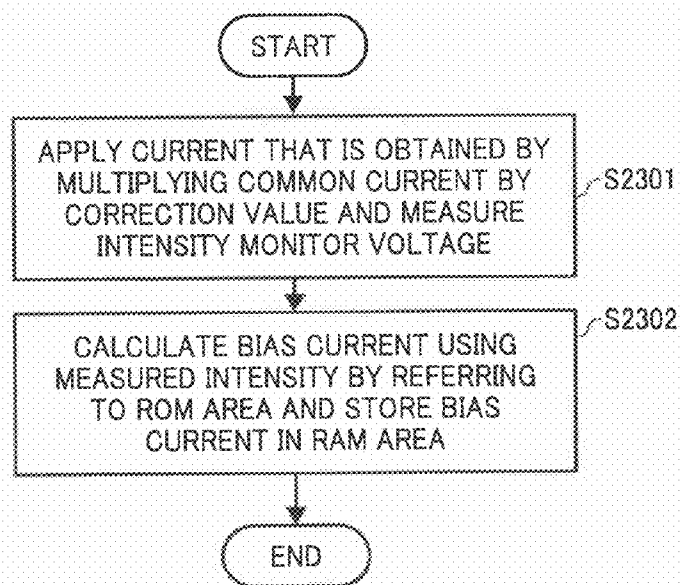 START
APPLY CURRENT THAT IS OBTAINED BY
MULTIPLYING COMMON CURRENT BY
CORRECTION VALUE AND MEASURE
INTENSITY MONITOR VOLTAGE
S2301
S2302
CALCULATE BIAS CURRENT USING
MEASURED INTENSITY BY REFERRING
TO ROM AREA AND STORE BIAS
CURRENT IN RAM AREA
END